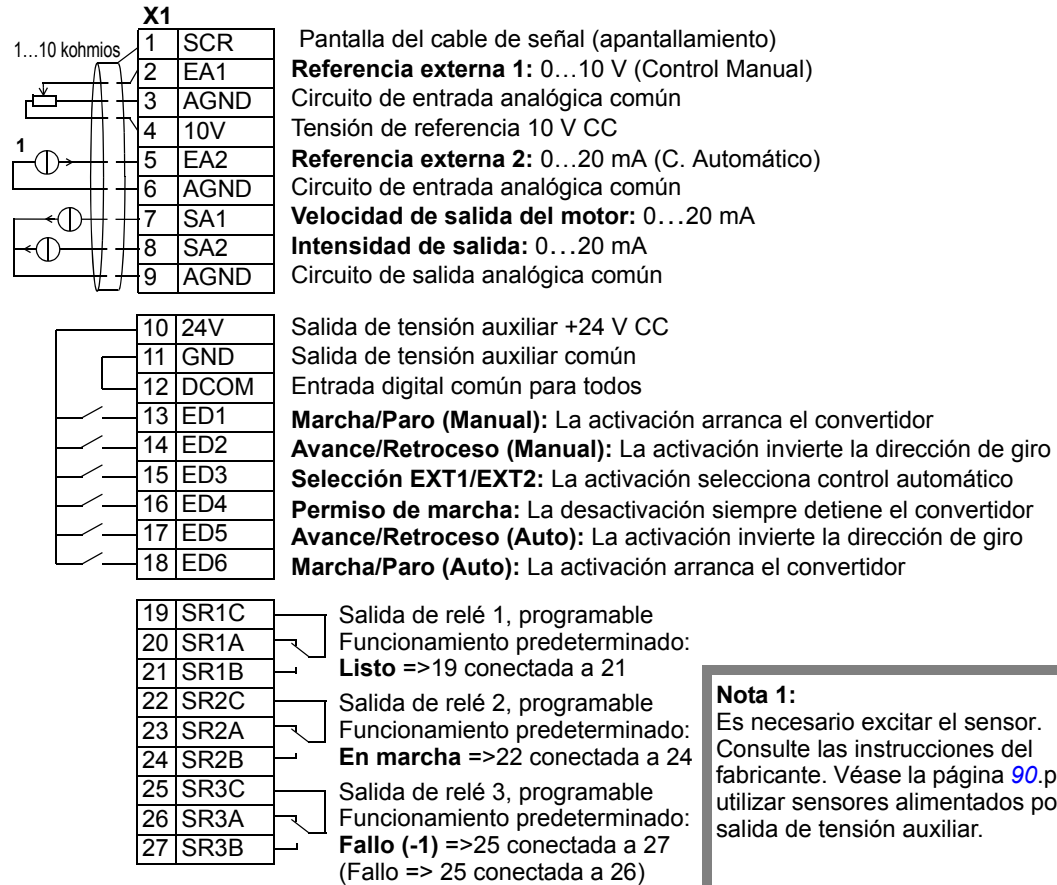 X1
1…10 kohmios
1 SCR Pantalla del cable de señal (apantallamiento)
2 EA1 Referencia externa 1: 0…10 V (Control Manual)
3 AGND Circuito de entrada analógica común
4 10V Tensión de referencia 10 V CC
1
5 EA2 Referencia externa 2: 0…20 mA (C. Automático)
6 AGND Circuito de entrada analógica común
7 SA1 Velocidad de salida del motor: 0…20 mA
8 SA2 Intensidad de salida: 0…20 mA
9 AGND Circuito de salida analógica común
10 24V Salida de tensión auxiliar +24 V CC
11 GND Salida de tensión auxiliar común
12 DCOM Entrada digital común para todos
13 ED1 Marcha/Paro (Manual): La activación arranca el convertidor
14 ED2 Avance/Retroceso (Manual): La activación invierte la dirección de giro
15 ED3 Selección EXT1/EXT2: La activación selecciona control automático
16 ED4 Permiso de marcha: La desactivación siempre detiene el convertidor
17 ED5 Avance/Retroceso (Auto): La activación invierte la dirección de giro
18 ED6 Marcha/Paro (Auto): La activación arranca el convertidor
19 SR1C Salida de relé 1, programable
20 SR1A Funcionamiento predeterminado:
21 SR1B Listo =>19 conectada a 21
22 SR2C Salida de relé 2, programable
23 SR2A Funcionamiento predeterminado:
24 SR2B En marcha =>22 conectada a 24
25 SR3C Salida de relé 3, programable
26 SR3A Funcionamiento predeterminado:
27 SR3B Fallo (-1) =>25 conectada a 27
(Fallo => 25 conectada a 26)
Nota 1:
Es necesario excitar el sensor.
Consulte las instrucciones del
fabricante. Véase la página 90.p
utilizar sensores alimentados po
salida de tensión auxiliar.